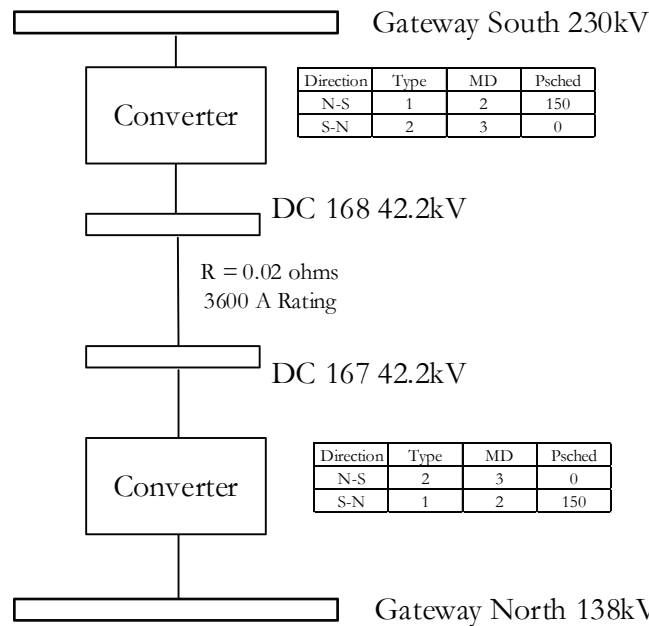 Gateway South 230kV
Direction Type MD Psched
N-S 1 2 150
S-N 2 3 0
Converter
DC 168 42.2kV
R = 0.02 ohms
3600 A Rating
DC 167 42.2kV
Direction Type MD Psched
N-S 2 3 0
S-N 1 2 150
Converter
Gateway North 138kV